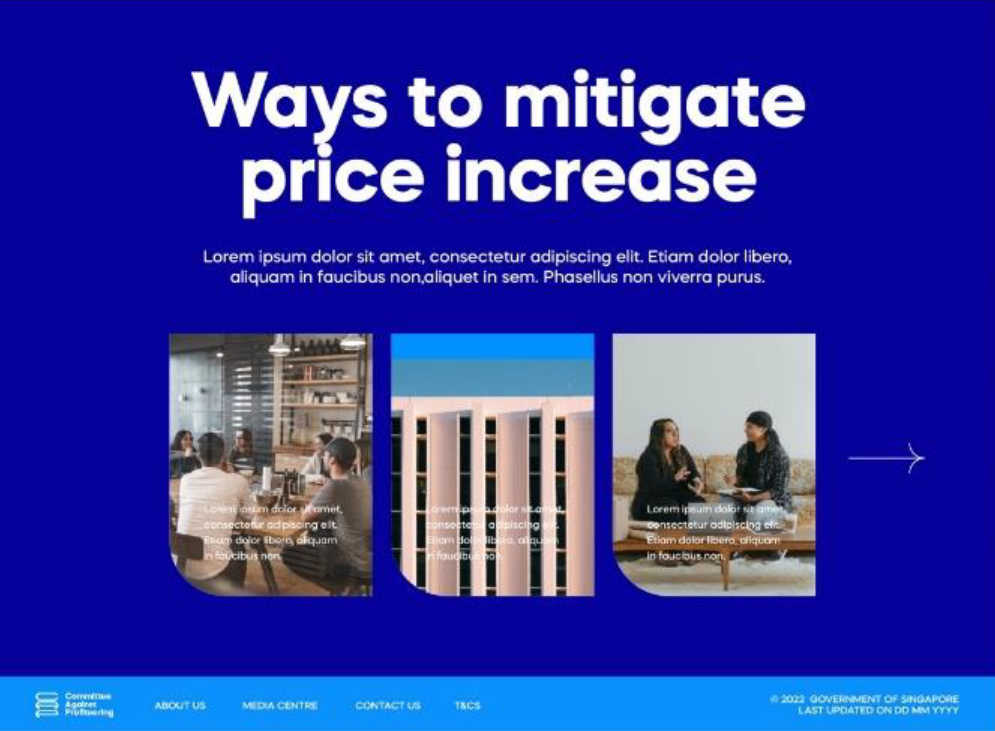 Ways to mitigate
price increase
Lorem ipsum dolor sit amet, consectetur adipiscing elit. Etiam dolor libero,
aliquam in faucibus non,aliquet in sem. Phasellus non viverra purus.
Lorem ipsum dolor sit amet,
consectetur adipiscing elit.
Etiam dolor libero, aliquam
in faucibus non.
Lorem ipsum dolor sit amet,
consectetur adipiscing elit.
Etiam dolor libero, aliquam
in faucibus non.
Lorem ipsum dolor sit amet,
consectetur adipiscing elit.
Etiam dolor libero, aliquam
in faucibus non.
Committee
Against
Profiteering
ABOUT US
MEDIA CENTRE
CONTACT US
T&CS
© 2022 GOVERNMENT OF SINGAPORE
LAST UPDATED ON DD MM YYYY